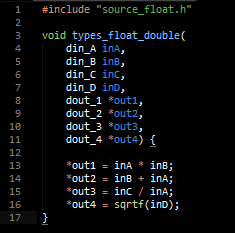 1 #include "source_float.h"
2
3 void types_float_double(
4 din_A inA,
5 din_B inB,
6 din_C inC,
7 din_D inD,
8 dout_1 *out1,
9 dout_2 *out2,
10 dout_3 *out3,
11 dout_4 *out4) {
12
13 *out1 = inA * inB;
14 *out2 = inB + inA;
15 *out3 = inC / inA;
16 *out4 = sqrtf(inD);
17 }